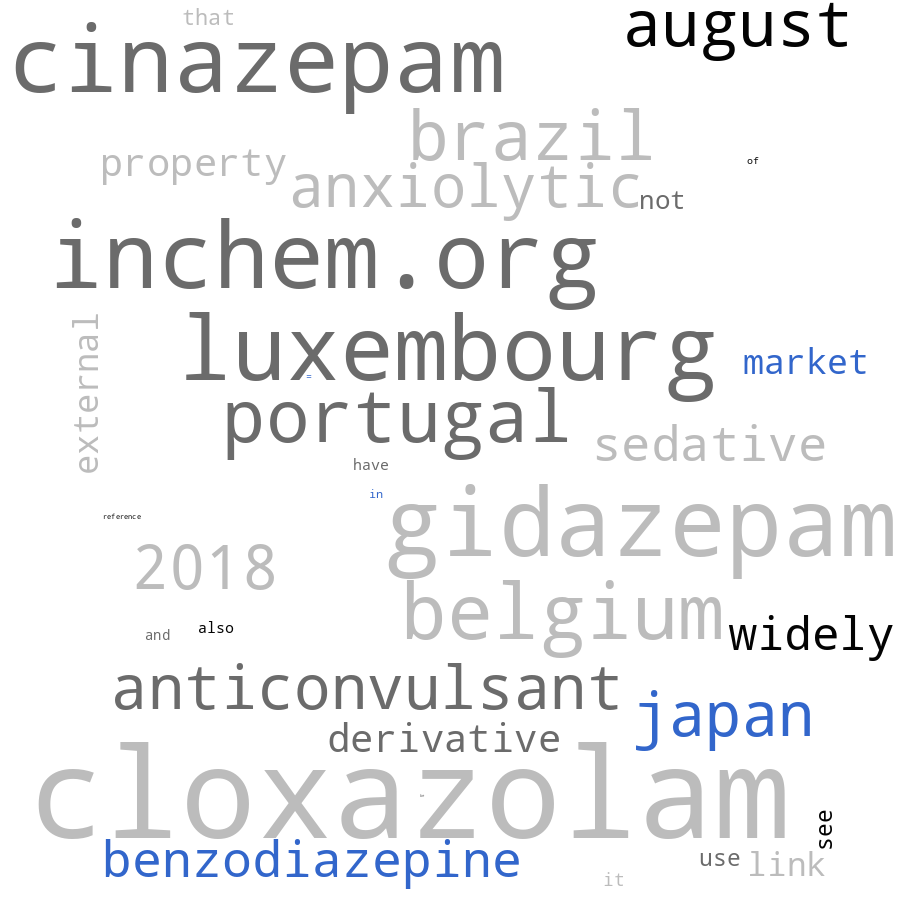 that
cinazepam
august
brazil
property
anxiolytic
of
not
inchem.org
external
luxembourg
market
=
portugal
sedative
have
in
reference
gidazepam
2018
belgium
and
also
widely
anticonvulsant
japan
derivative
cloxazolam
see
benzodiazepine
use
link
it